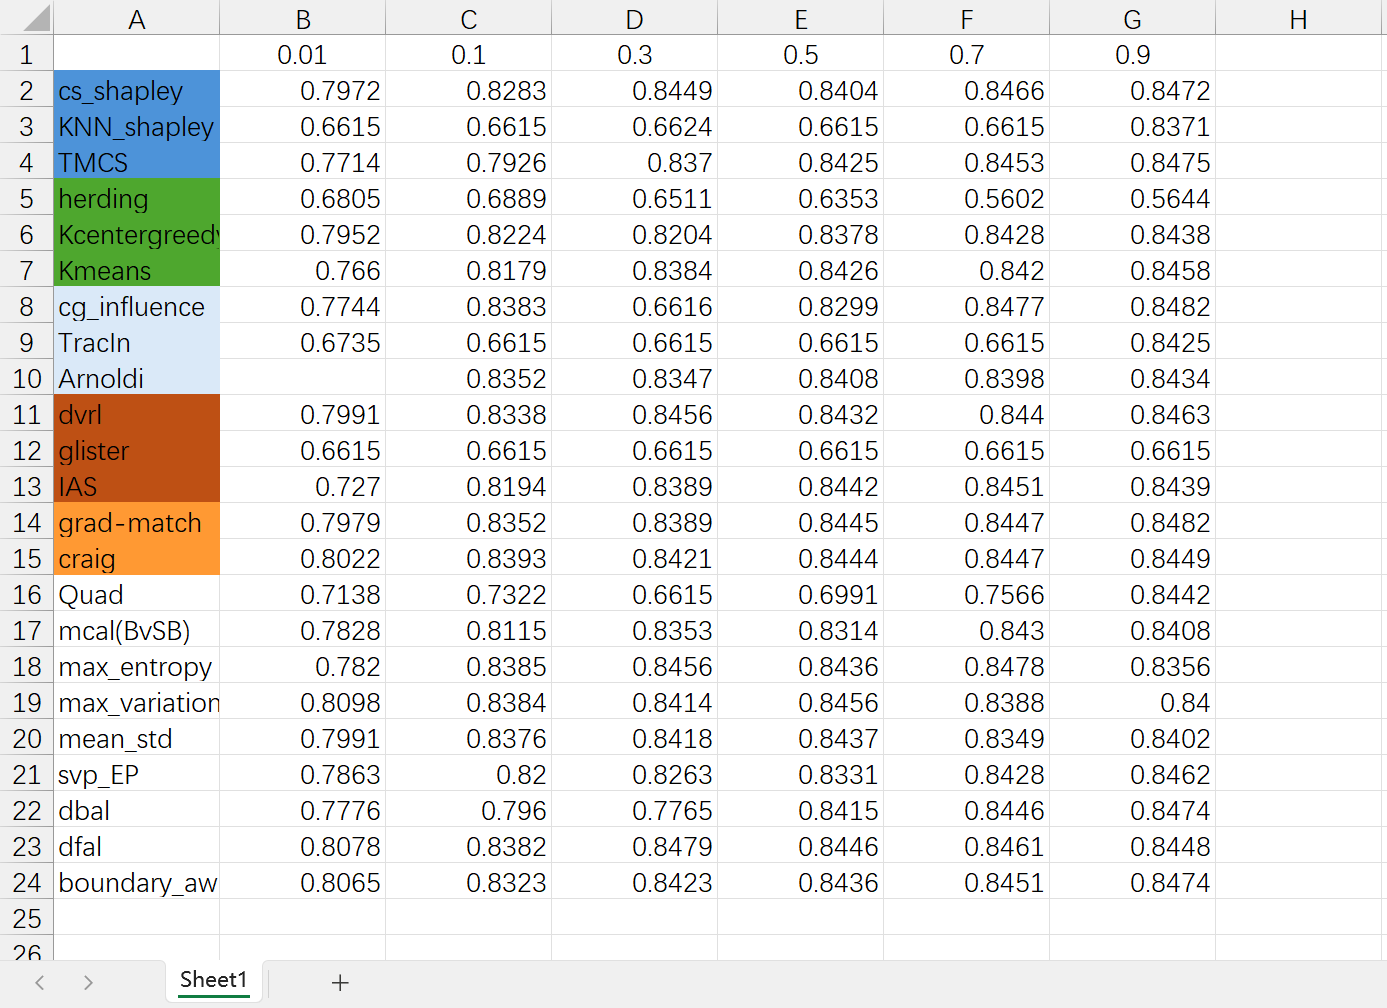 A B C D E F G H
1 0.01 0.1 0.3 0.5 0.7 0.9
2 cs_shapley 0.7972 0.8283 0.8449 0.8404 0.8466 0.8472
3 KNN_shapley 0.6615 0.6615 0.6624 0.6615 0.6615 0.8371
4 TMCS 0.7714 0.7926 0.837 0.8425 0.8453 0.8475
5 herding 0.6805 0.6889 0.6511 0.6353 0.5602 0.5644
6 Kcentergreedy 0.7952 0.8224 0.8204 0.8378 0.8428 0.8438
7 Kmeans 0.766 0.8179 0.8384 0.8426 0.842 0.8458
8 cg_influence 0.7744 0.8383 0.6616 0.8299 0.8477 0.8482
9 TracIn 0.6735 0.6615 0.6615 0.6615 0.6615 0.8425
10 Arnoldi 0.8352 0.8347 0.8408 0.8398 0.8434
11 dvrl 0.7991 0.8338 0.8456 0.8432 0.844 0.8463
12 glister 0.6615 0.6615 0.6615 0.6615 0.6615 0.6615
13 IAS 0.727 0.8194 0.8389 0.8442 0.8451 0.8439
14 grad-match 0.7979 0.8352 0.8389 0.8445 0.8447 0.8482
15 craig 0.8022 0.8393 0.8421 0.8444 0.8447 0.8449
16 Quad 0.7138 0.7322 0.6615 0.6991 0.7566 0.8442
17 mcal(BvSB) 0.7828 0.8115 0.8353 0.8314 0.843 0.8408
18 max_entropy 0.782 0.8385 0.8456 0.8436 0.8478 0.8356
19 max_variation 0.8098 0.8384 0.8414 0.8456 0.8388 0.84
20 mean_std 0.7991 0.8376 0.8418 0.8437 0.8349 0.8402
21 svp_EP 0.7863 0.82 0.8263 0.8331 0.8428 0.8462
22 dbal 0.7776 0.796 0.7765 0.8415 0.8446 0.8474
23 dfal 0.8078 0.8382 0.8479 0.8446 0.8461 0.8448
24 boundary_aw 0.8065 0.8323 0.8423 0.8436 0.8451 0.8474
25
26
Sheet1 +